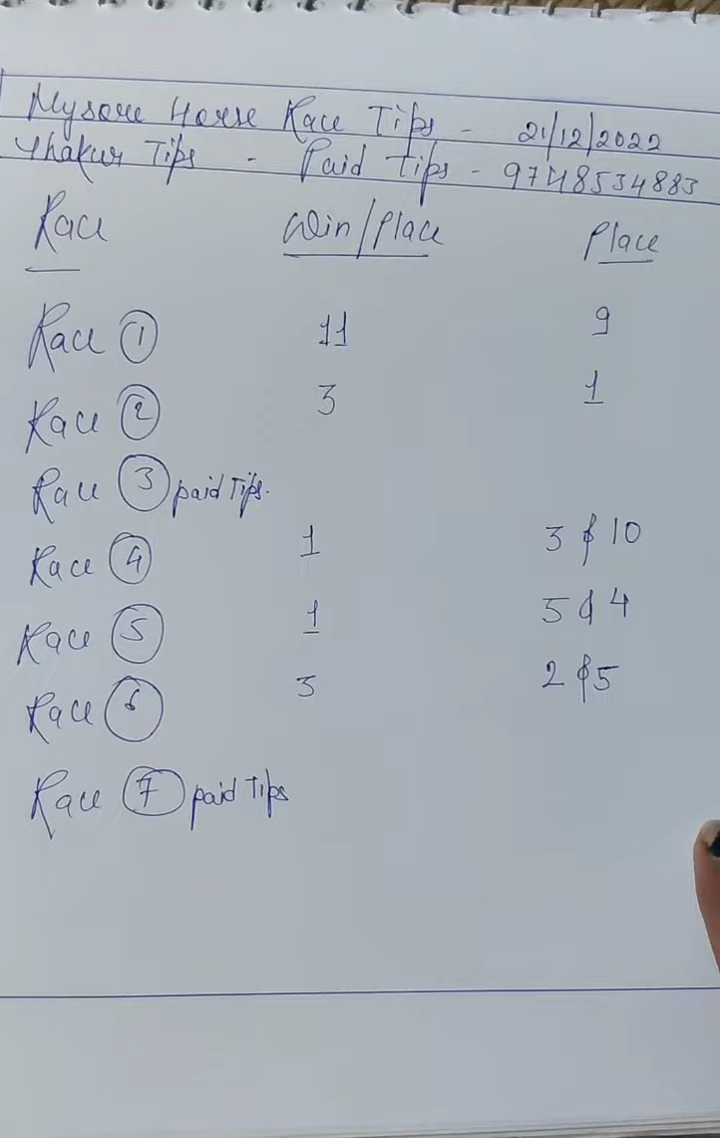 Mysore Horse Race Tips - 21/12/2022
Thakur Tips - Paid Tips - 9748534883
Race Win/Place Place
Race 1 11 9
Race 2 3 1
Race 3 paid Tips.
Race 4 1 3 & 10
Race 5 1 5 & 4
Race 6 3 2 & 5
Race 7 paid Tips